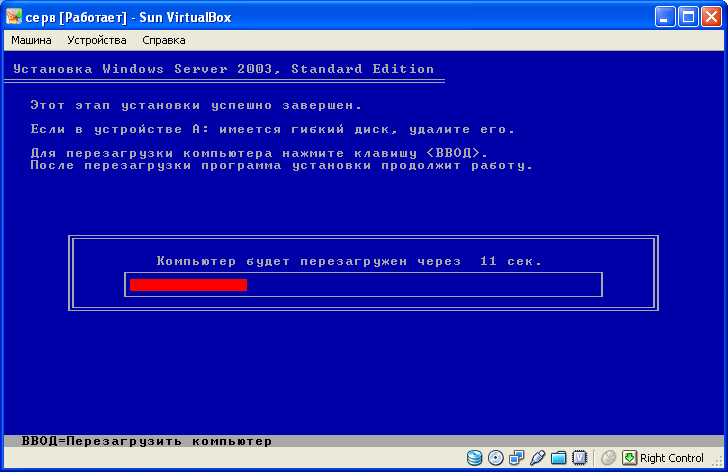 серв [Работает] - Sun VirtualBox
Машина Устройства Справка
Установка Windows Server 2003, Standard Edition
Этот этап установки успешно завершен.
Если в устройстве A: имеется гибкий диск, удалите его.
Для перезагрузки компьютера нажмите клавишу <ВВОД>.
После перезагрузки программа установки продолжит работу.
Компьютер будет перезагружен через 11 сек.
ВВОД=Перезагрузить компьютер
Right Control